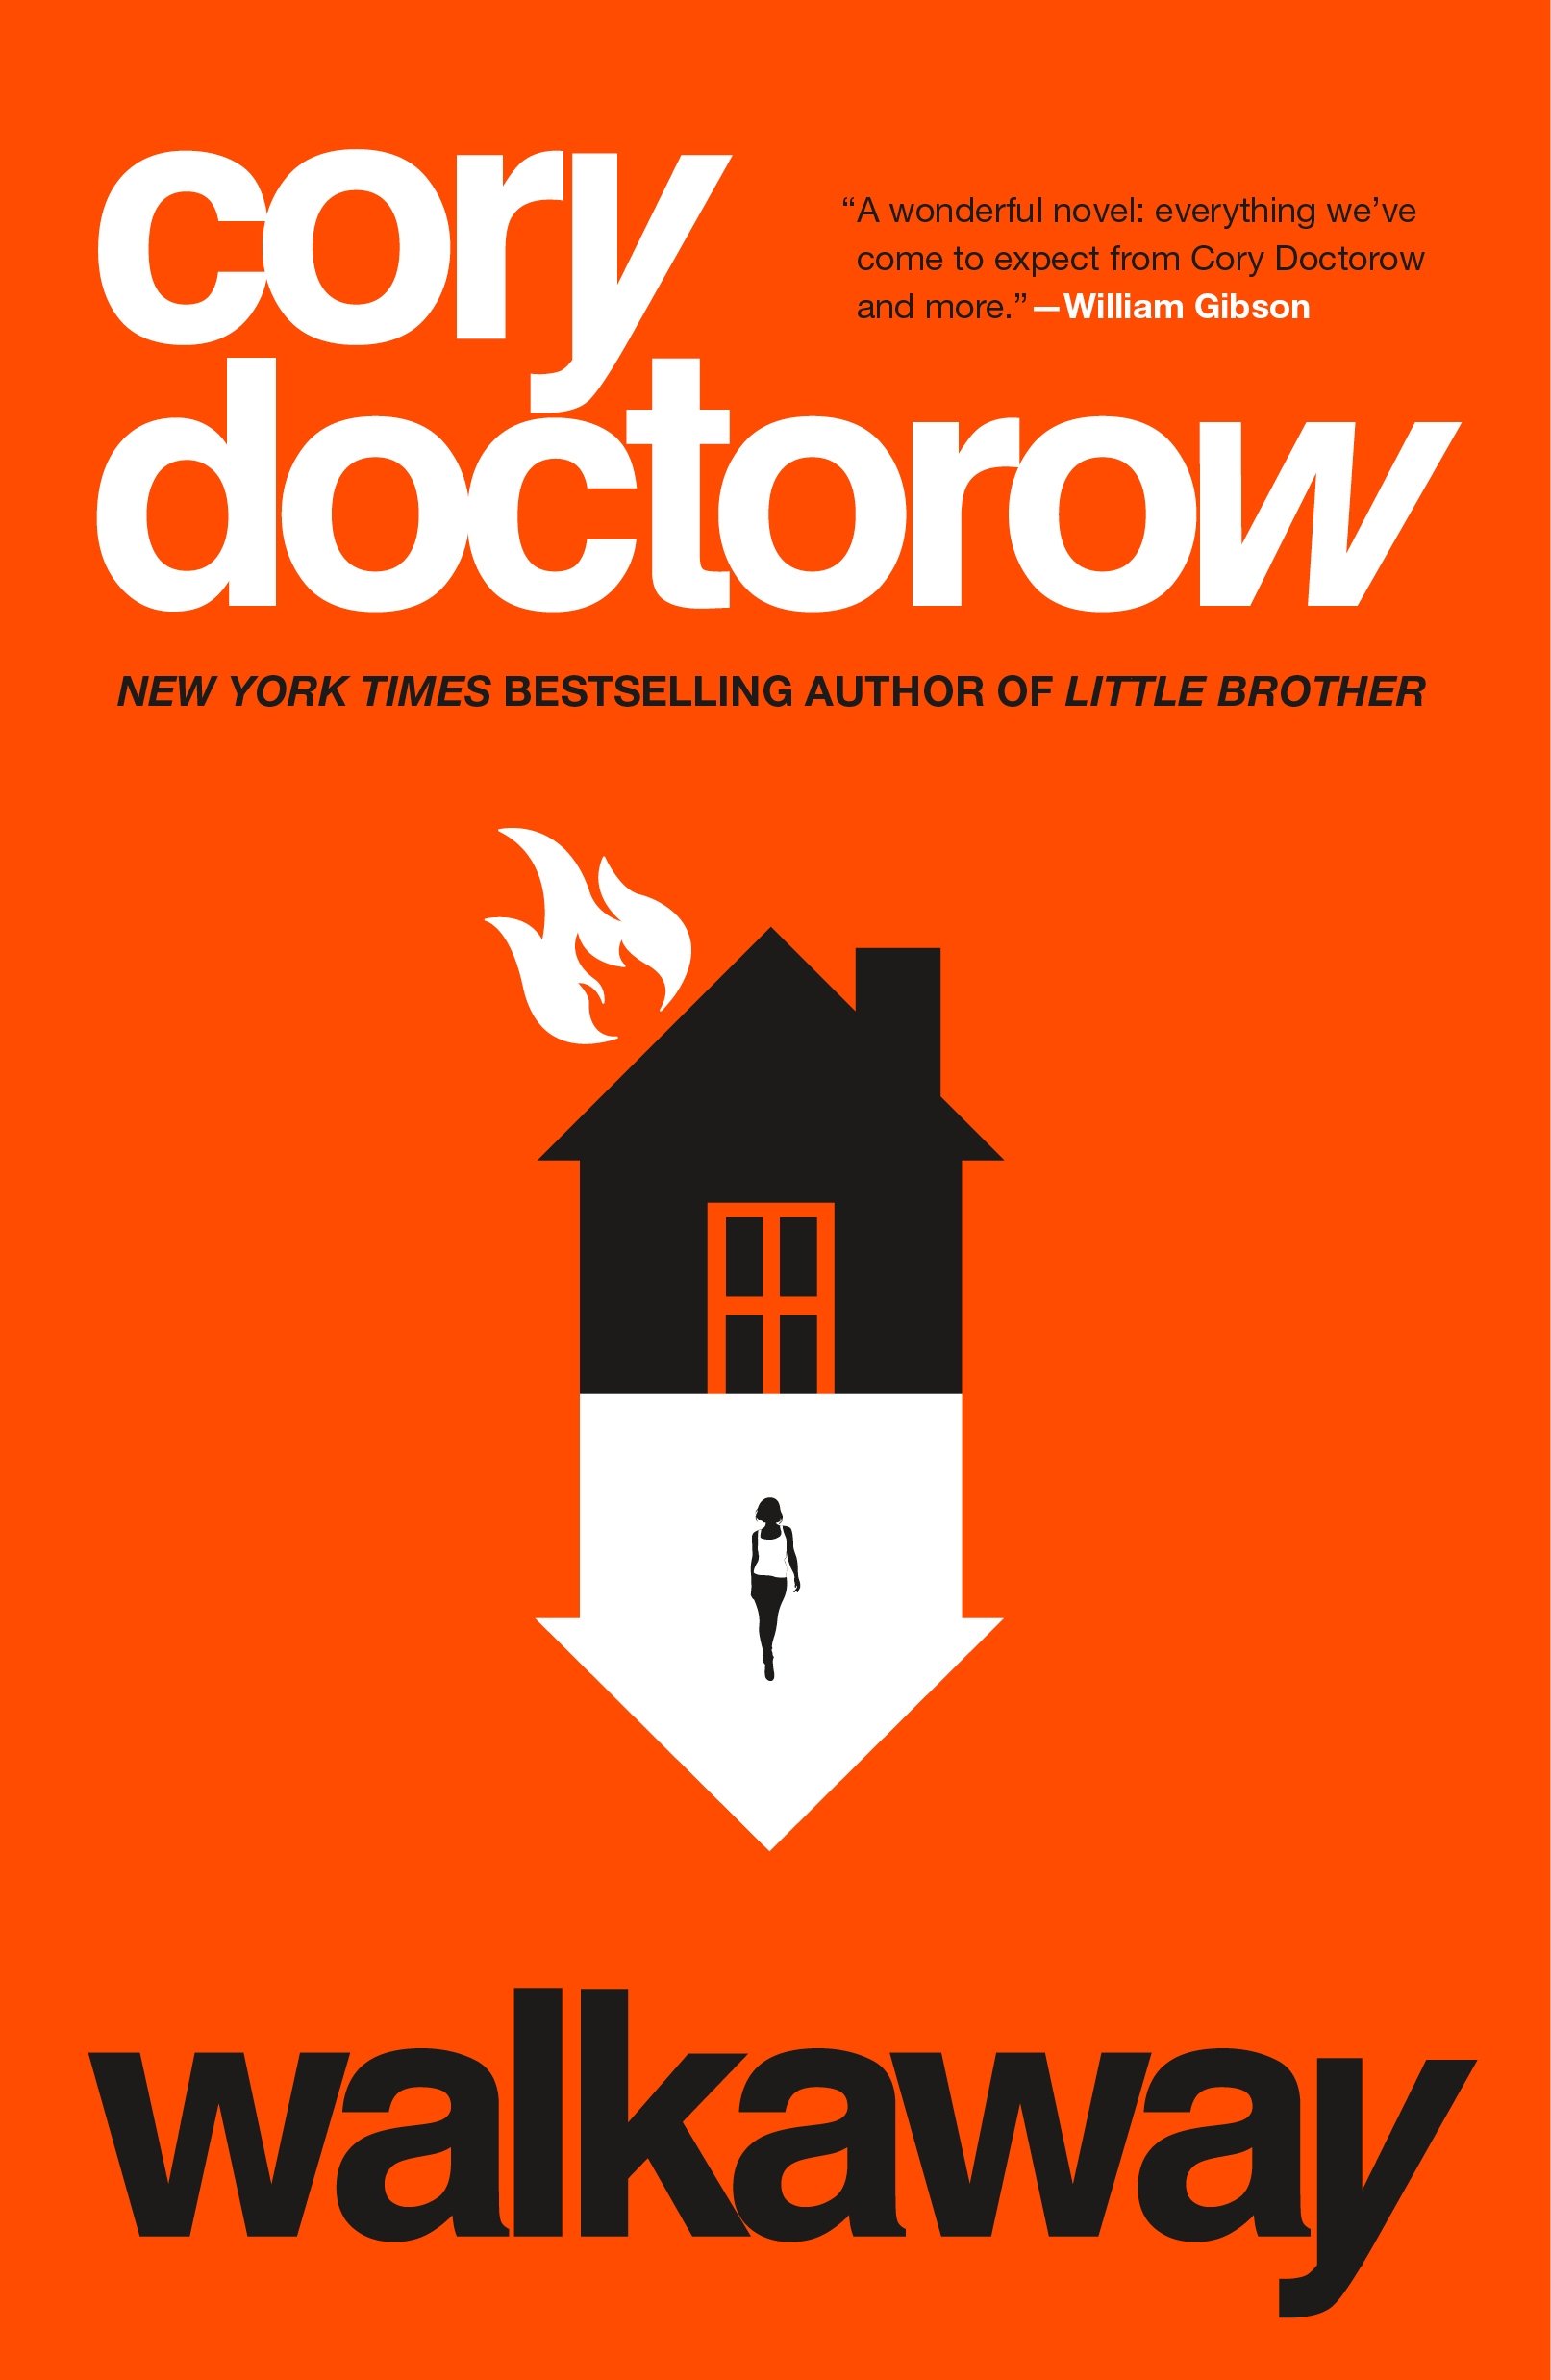 cory
doctorow
“A wonderful novel: everything we’ve
come to expect from Cory Doctorow
and more.” —William Gibson
NEW YORK TIMES BESTSELLING AUTHOR OF LITTLE BROTHER
walkaway